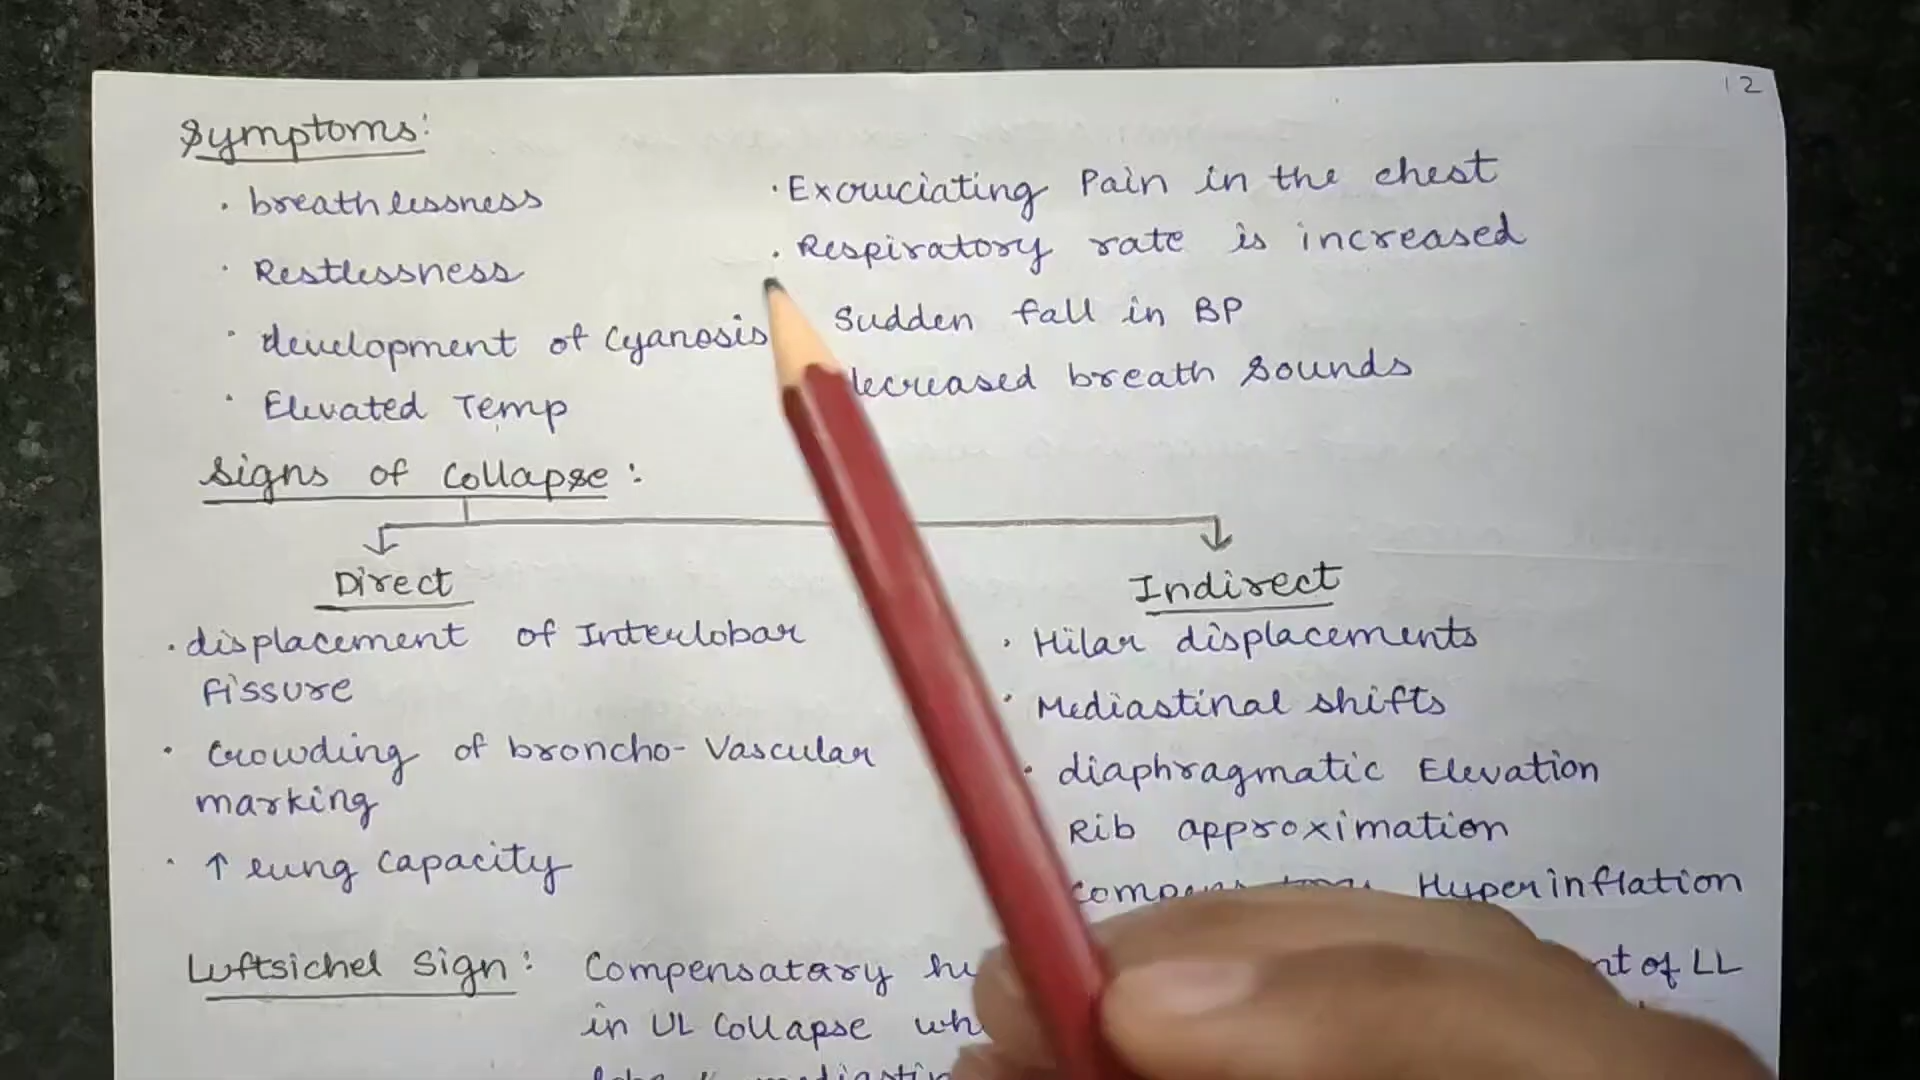 12
Symptoms:
· breathlessness
· Restlessness
· development of Cyanosis
· Elevated Temp
· Excruciating Pain in the chest
· Respiratory rate is increased
Sudden fall in BP
decreased breath sounds
Signs of Collapse :
Direct
· displacement of Interlobar
Fissure
· Crowding of broncho-Vascular
marking
· ↑ lung Capacity
Indirect
· Hilar displacements
· Mediastinal shifts
· diaphragmatic Elevation
Rib approximation
Hyperinflation
Luftsichel Sign: Compensatary of LL
in UL Collapse